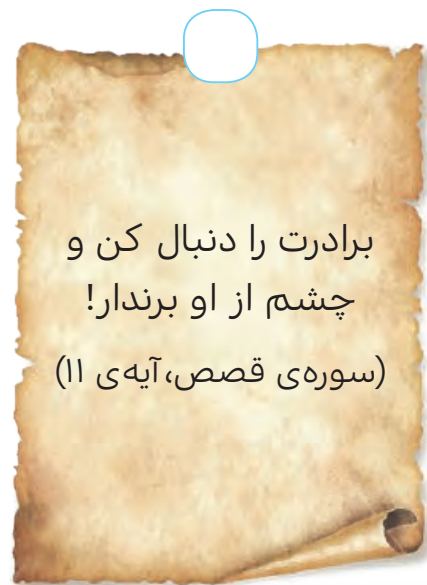 برادرت را دنبال کن و
چشم از او برندار!
(سوره‌ی قصص،آیه‌ی ۱۱)